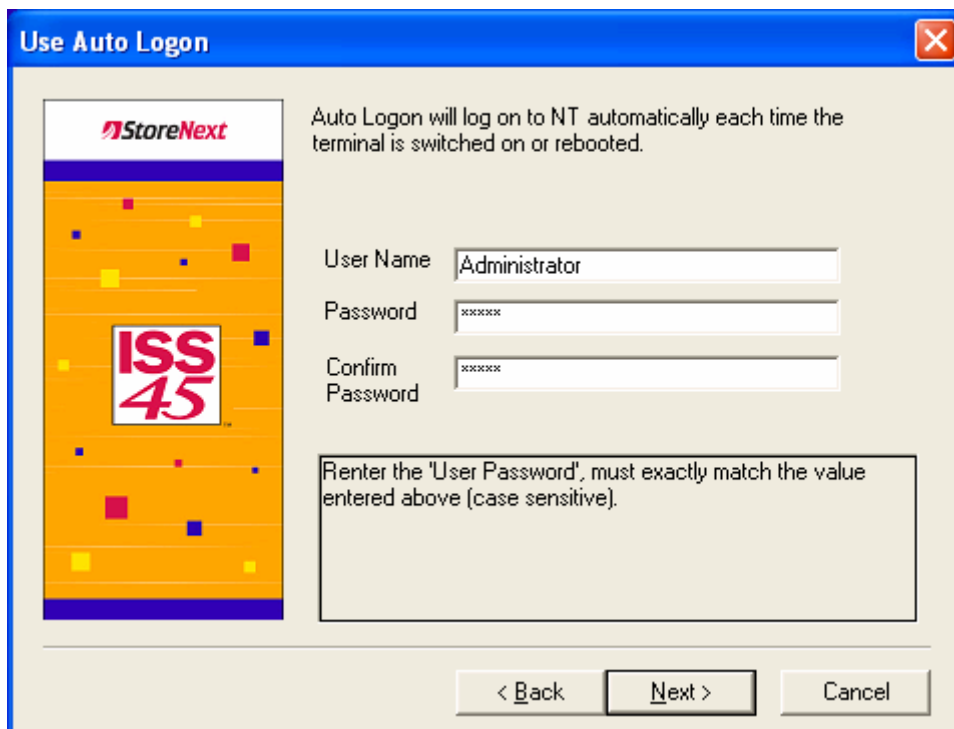 Use Auto Logon
StoreNext
Auto Logon will log on to NT automatically each time the
terminal is switched on or rebooted.
User Name
Administrator
Password
*****
Confirm
Password
*****
ISS
45
Renter the 'User Password', must exactly match the value
entered above (case sensitive).
< Back
Next >
Cancel